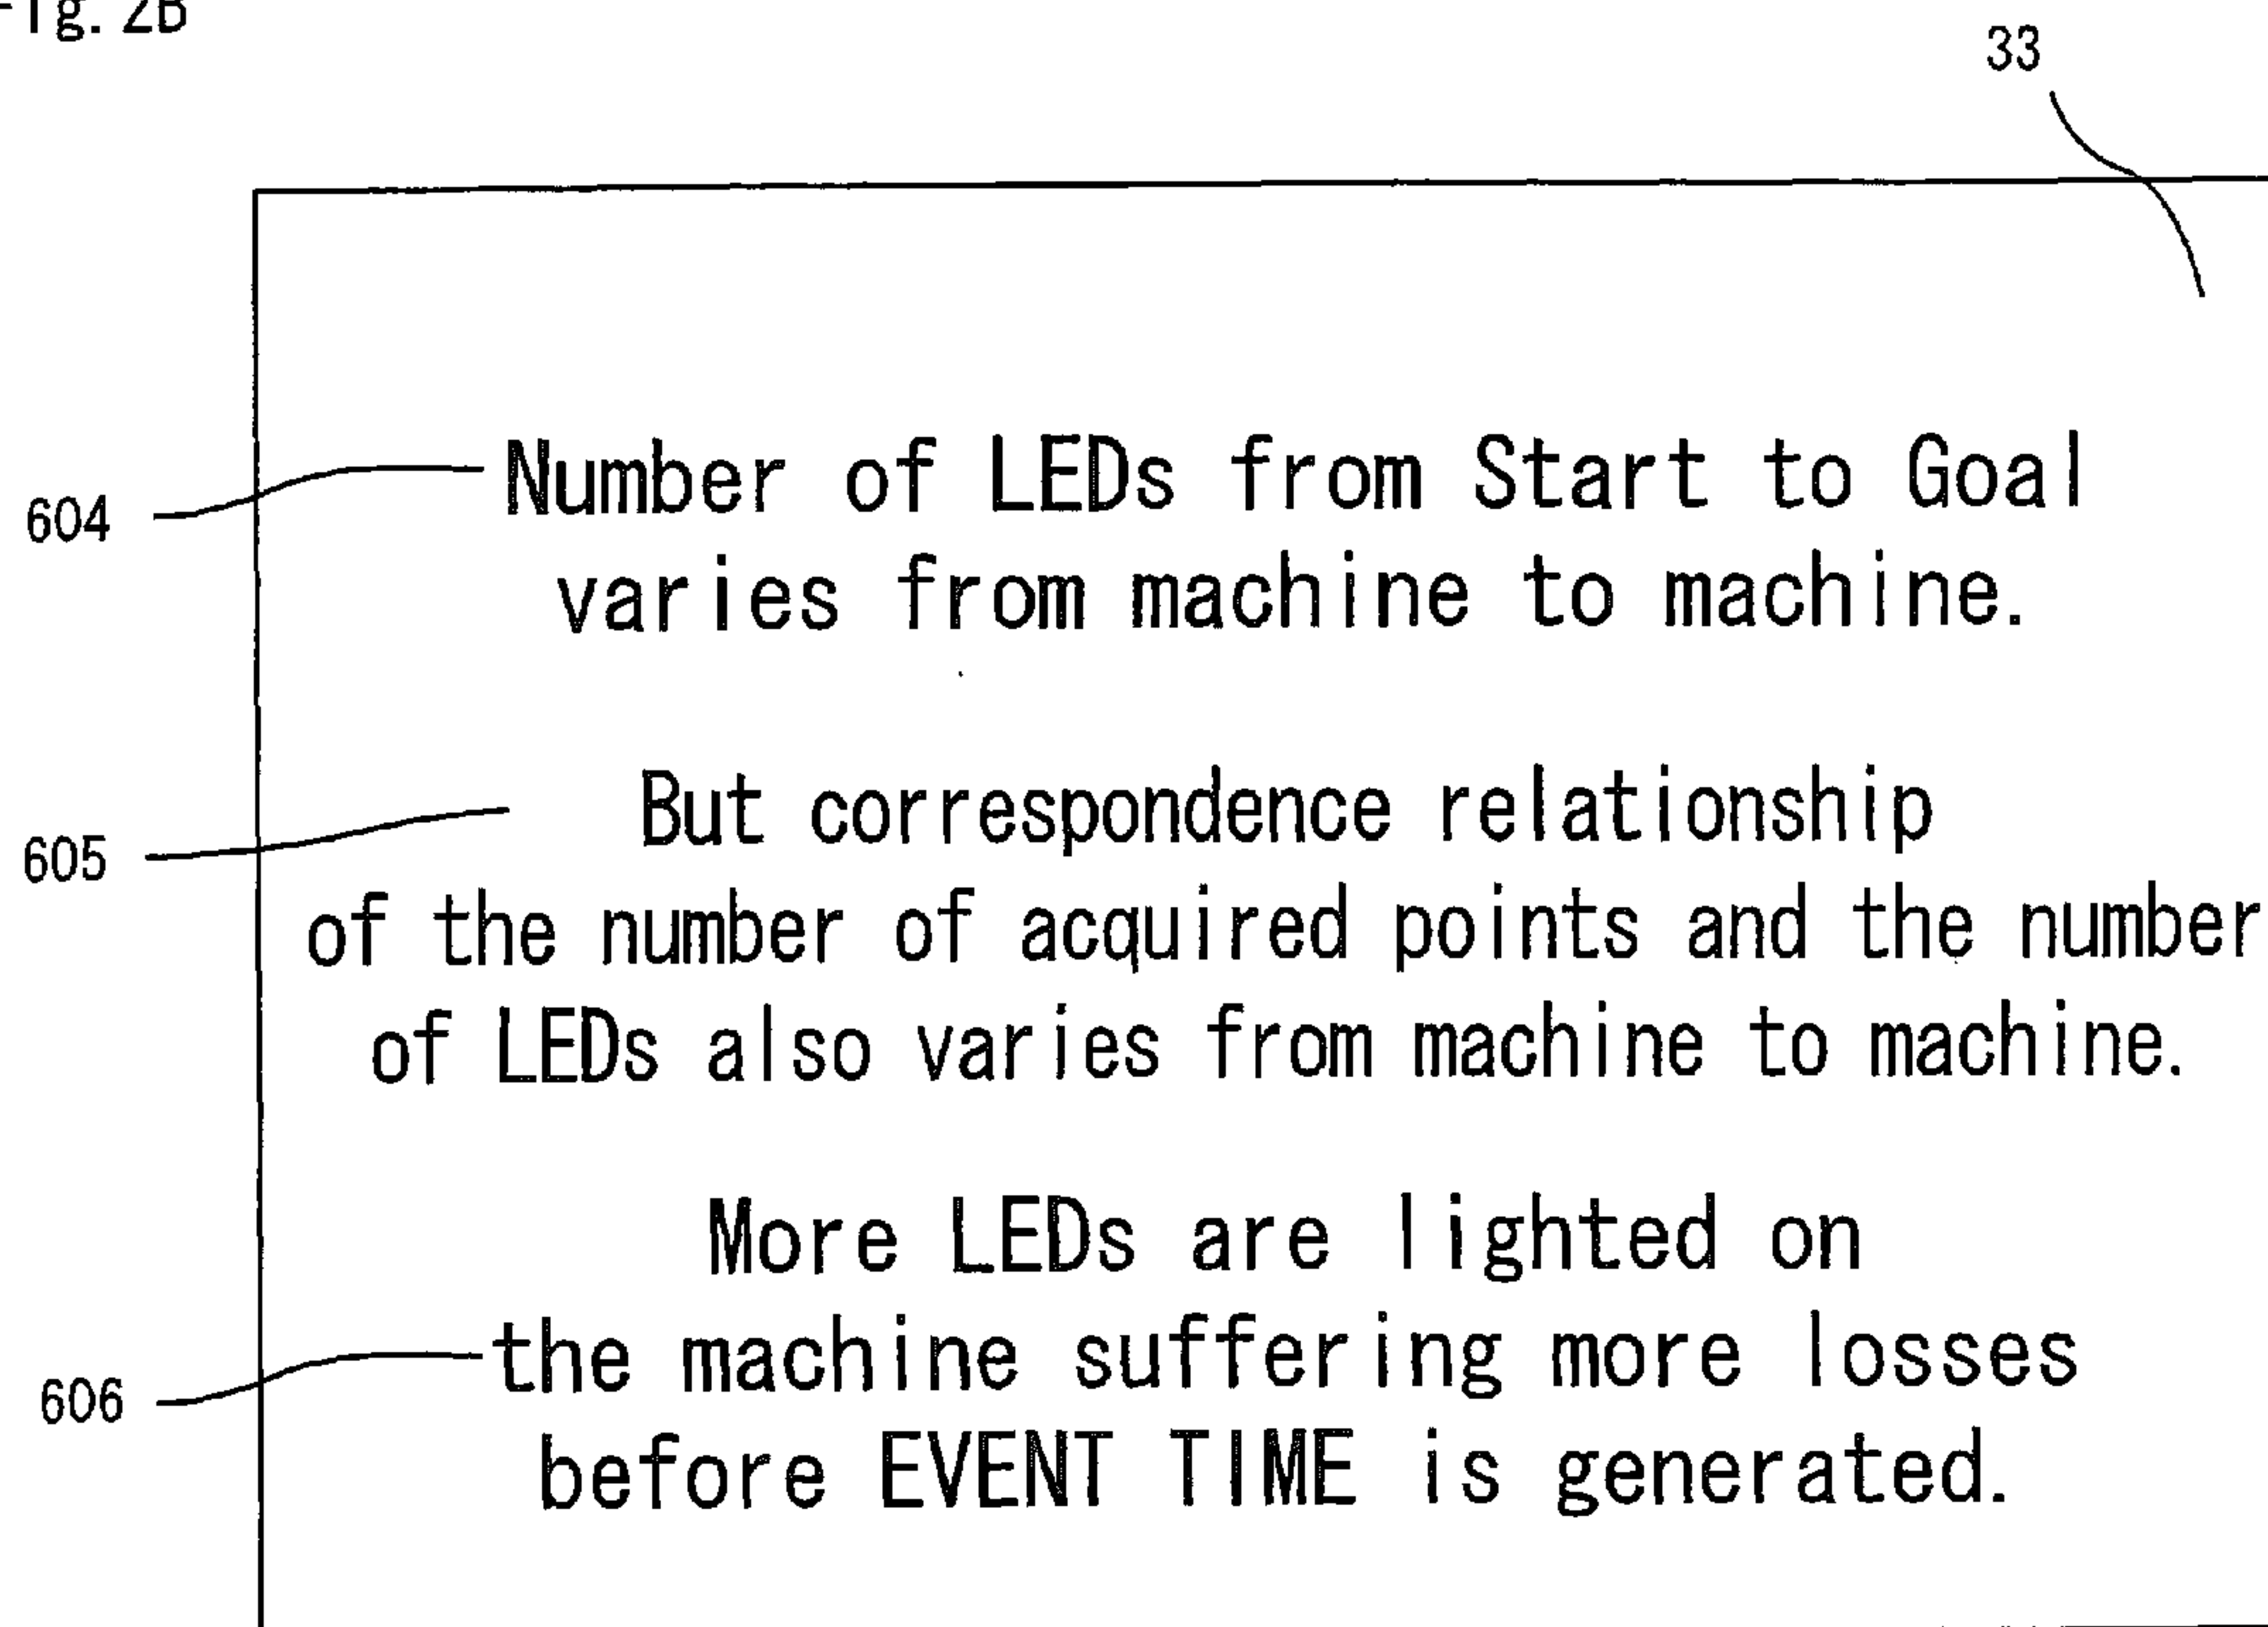 Fig. 2B
33
604
Number of LEDs from Start to Goal
varies from machine to machine.
605
But correspondence relationship
of the number of acquired points and the number
of LEDs also varies from machine to machine.
More LEDs are lighted on
606
the machine suffering more losses
before EVENT TIME is generated.